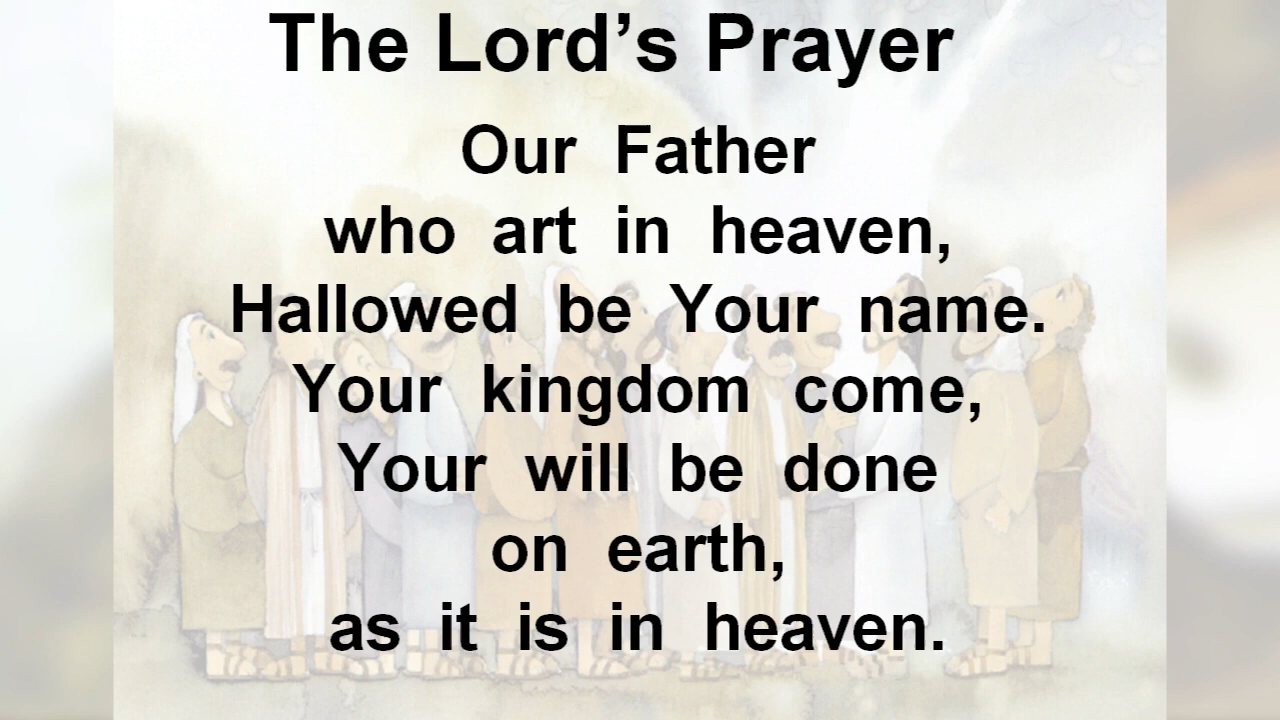 The Lord’s Prayer
Our Father
who art in heaven,
Hallowed be Your name.
Your kingdom come,
Your will be done
on earth,
as it is in heaven.